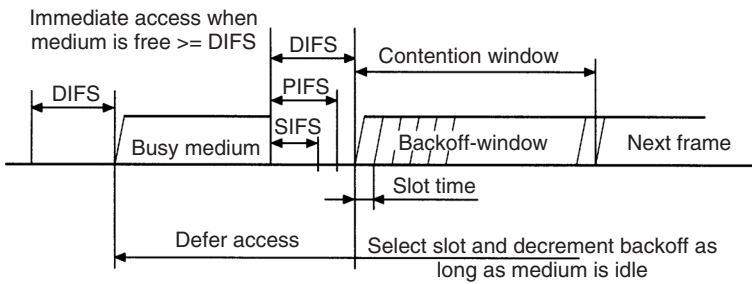 Immediate access when
medium is free >= DIFS
DIFS
Contention window
DIFS
PIFS
SIFS
Busy medium
Backoff-window
Next frame
Slot time
Defer access
Select slot and decrement backoff as
long as medium is idle